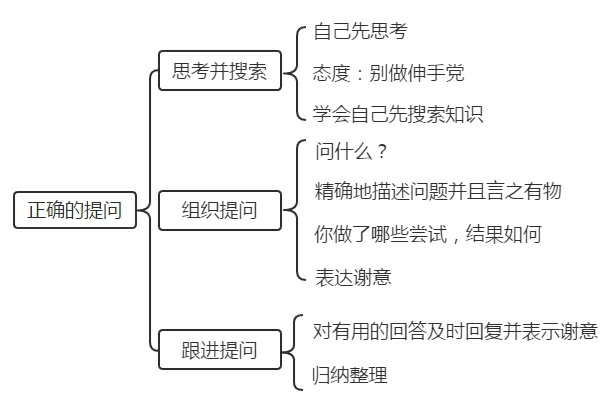 正确的提问
思考并搜索
自己先思考
态度：别做伸手党
学会自己先搜索知识
组织提问
问什么？
精确地描述问题并且言之有物
你做了哪些尝试，结果如何
表达谢意
跟进提问
对有用的回答及时回复并表示谢意
归纳整理